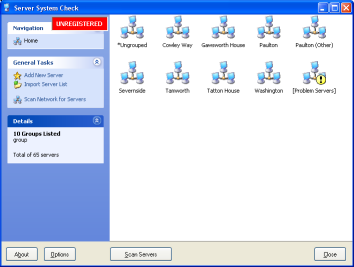 Server System Check
Navigation
UNREGISTERED
Home
General Tasks
Add New Server
Import Server List
Scan Network for Servers
Details
10 Groups Listed
group
Total of 65 servers
*Ungrouped
Cowley Way
Gawsworth House
Paulton
Paulton (Other)
Severnside
Tamworth
Tatton House
Washington
[Problem Servers]
About
Options
Scan Servers
Close